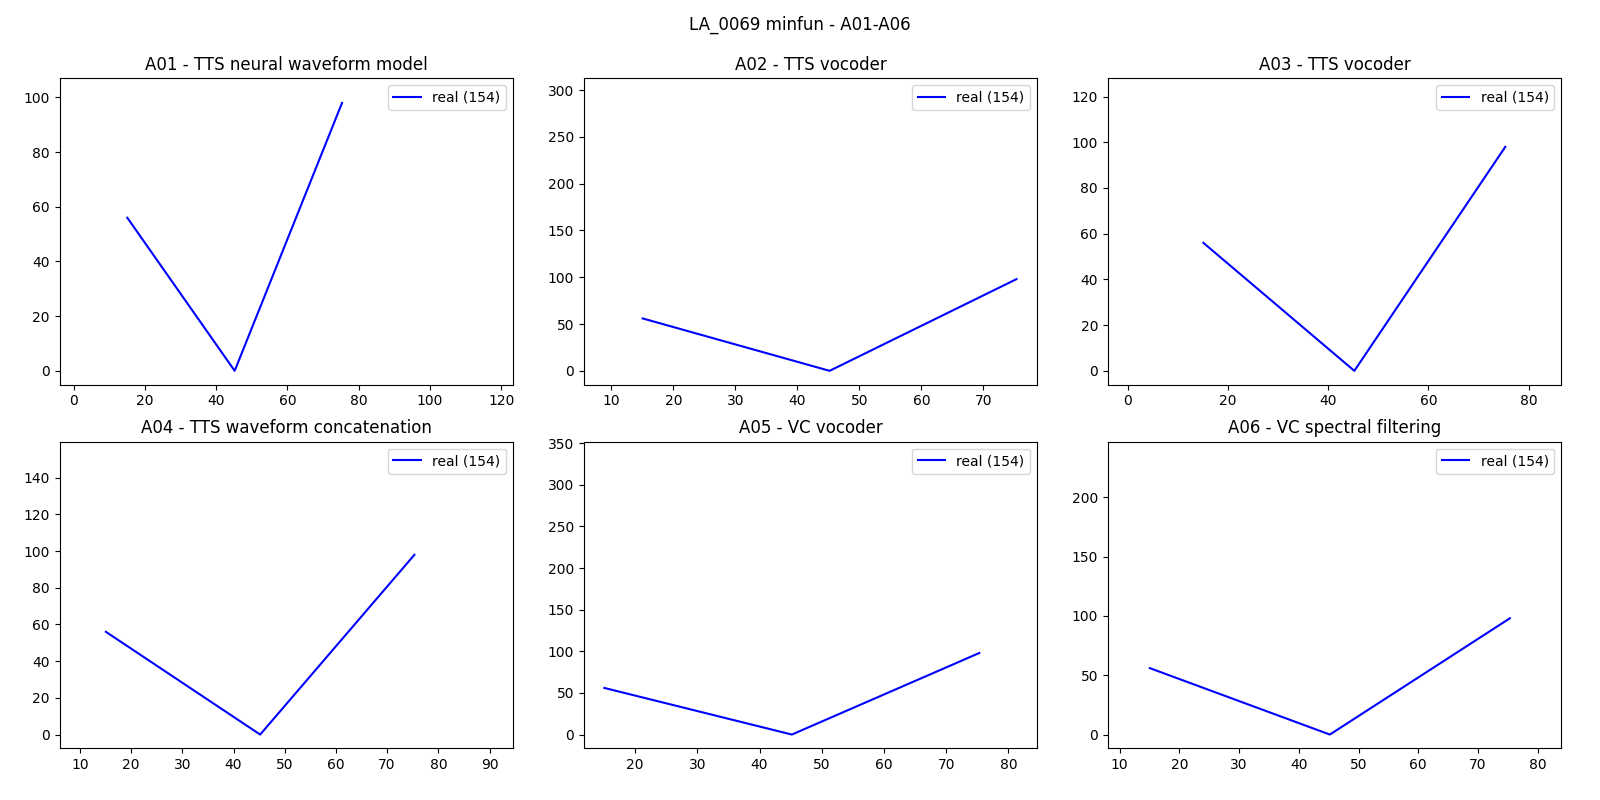 LA_0069 minfun - A01-A06
A01 - TTS neural waveform model
real (154)
100
80
60
40
20
0
0 20 40 60 80 100 120
A02 - TTS vocoder
real (154)
300
250
200
150
100
50
0
10 20 30 40 50 60 70
A03 - TTS vocoder
real (154)
120
100
80
60
40
20
0
0 20 40 60 80
A04 - TTS waveform concatenation
real (154)
140
120
100
80
60
40
20
0
10 20 30 40 50 60 70 80 90
A05 - VC vocoder
real (154)
350
300
250
200
150
100
50
0
20 30 40 50 60 70 80
A06 - VC spectral filtering
real (154)
200
150
100
50
0
10 20 30 40 50 60 70 80